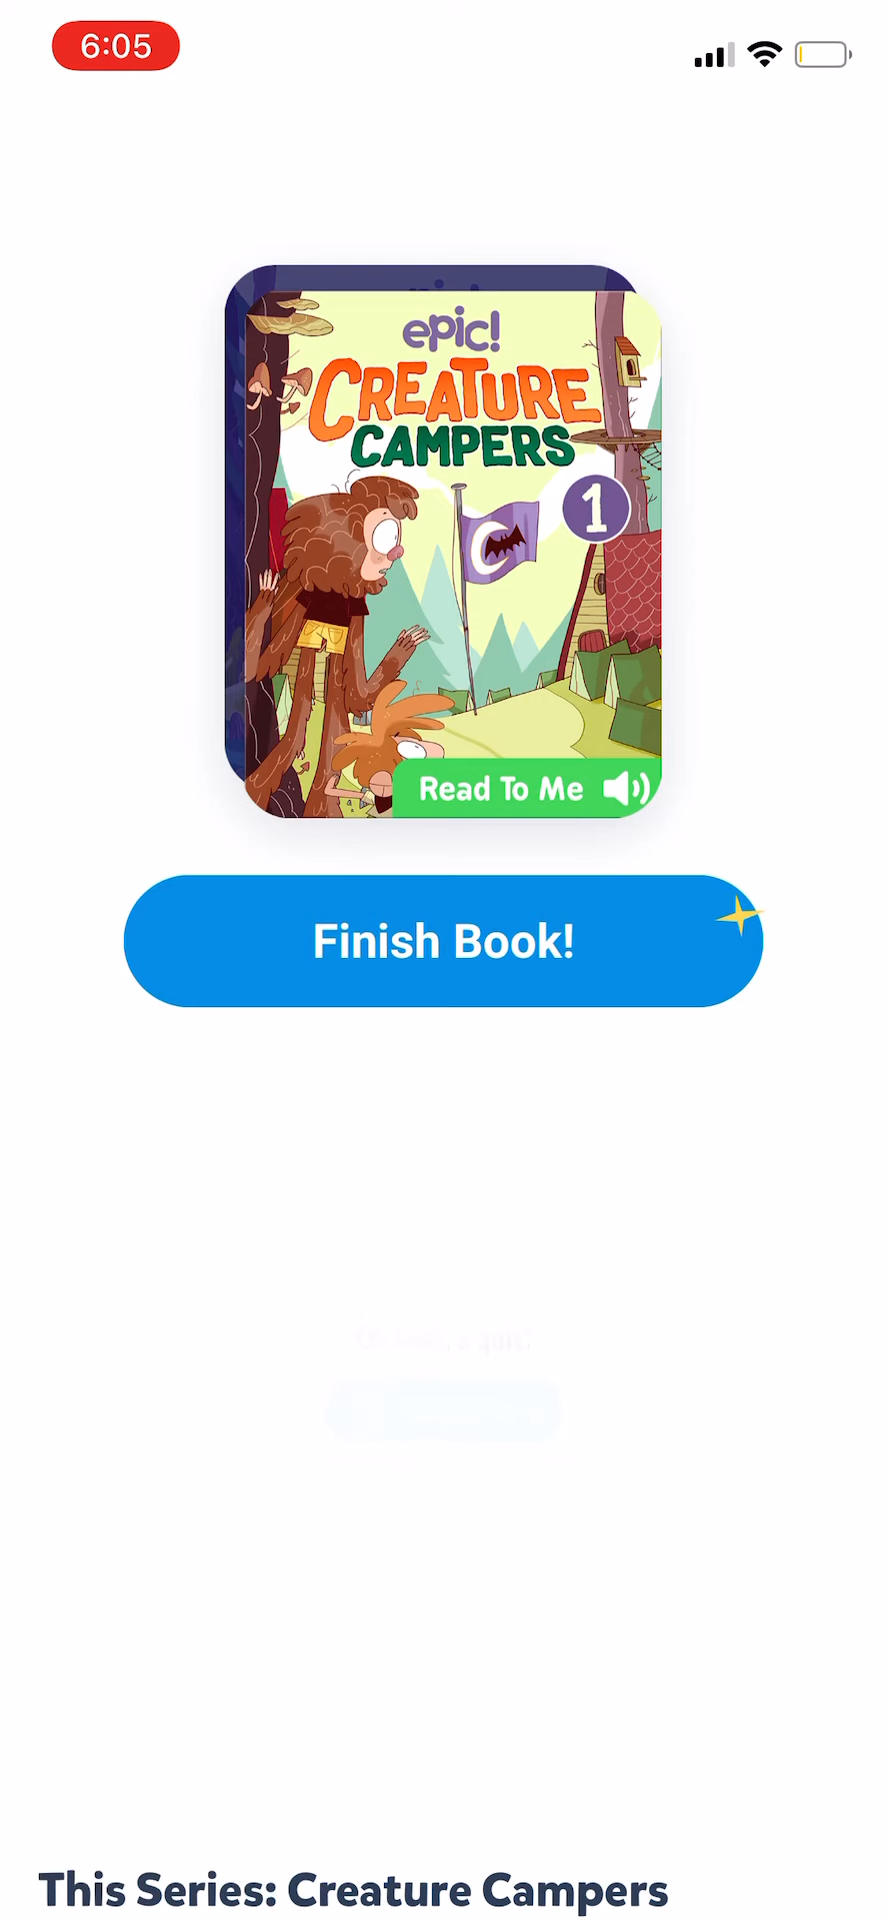 6:05
epic!
CREATURE
CAMPERS
1
Read To Me
Finish Book!
This Series: Creature Campers